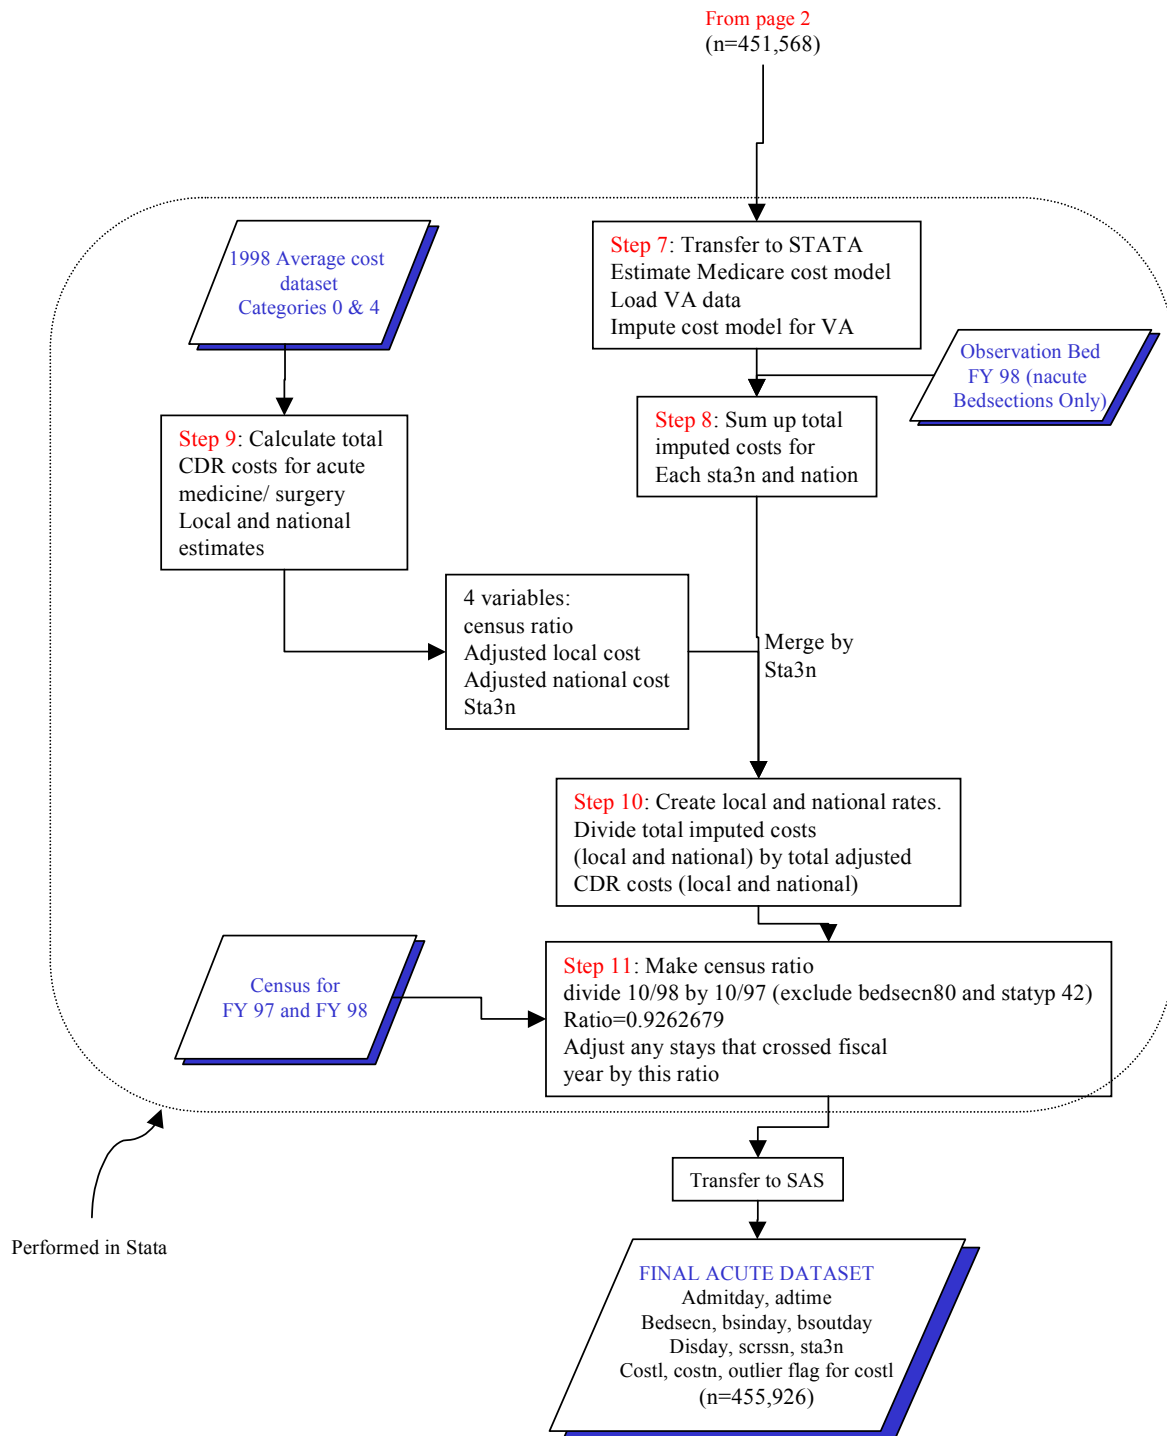 From page 2
(n=451,568)
Step 7: Transfer to STATA
Estimate Medicare cost model
Load VA data
Impute cost model for VA
1998 Average cost
dataset
Categories 0 & 4
Observation Bed
FY 98 (nacute
Bedsections Only)
Step 8: Sum up total
imputed costs for
Each sta3n and nation
Step 9: Calculate total
CDR costs for acute
medicine/ surgery
Local and national
estimates
4 variables:
census ratio
Adjusted local cost
Adjusted national cost
Sta3n
Merge by
Sta3n
Step 10: Create local and national rates.
Divide total imputed costs
(local and national) by total adjusted
CDR costs (local and national)
Census for
FY 97 and FY 98
Step 11: Make census ratio
divide 10/98 by 10/97 (exclude bedsecn80 and statyp 42)
Ratio=0.9262679
Adjust any stays that crossed fiscal
year by this ratio
Transfer to SAS
Performed in Stata
FINAL ACUTE DATASET
Admitday, adtime
Bedsecn, bsinday, bsoutday
Disday, scrssn, sta3n
Costl, costn, outlier flag for costl
(n=455,926)